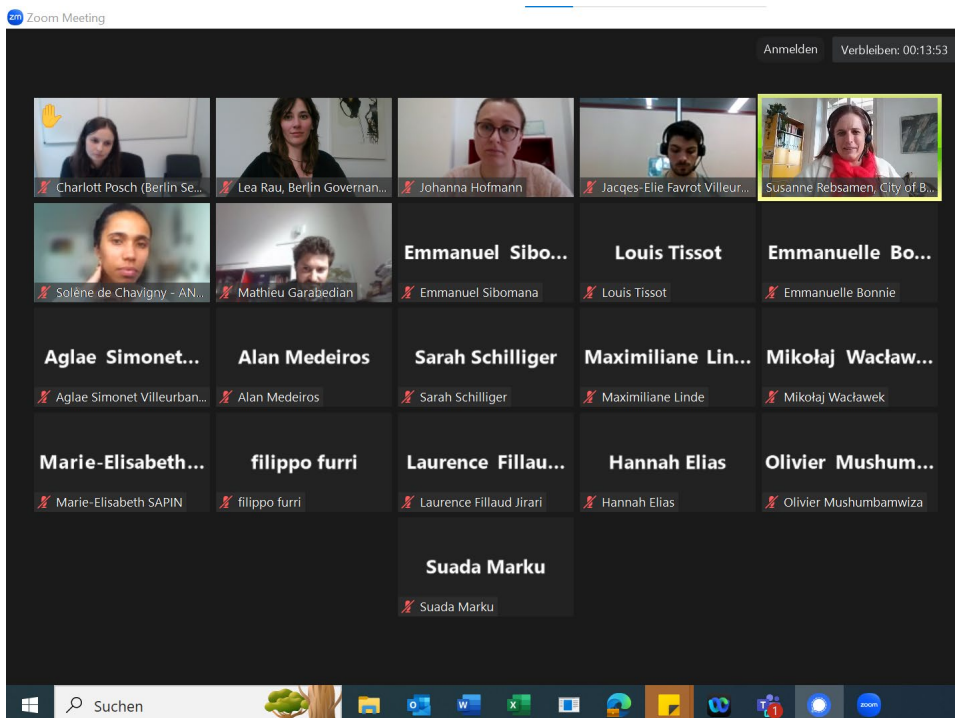 zm Zoom Meeting
Anmelden Verbleiben: 00:13:53
Charlott Posch (Berlin Se...
Lea Rau, Berlin Governan...
Johanna Hofmann
Jacqes-Elie Favrot Villeur...
Susanne Rebsamen, City of B...
Solène de Chavigny - AN...
Mathieu Garabedian
Emmanuel Sibo...
Emmanuel Sibomana
Louis Tissot
Louis Tissot
Emmanuelle Bo...
Emmanuelle Bonnie
Aglae Simonet...
Aglae Simonet Villeurban...
Alan Medeiros
Alan Medeiros
Sarah Schilliger
Sarah Schilliger
Maximiliane Lin...
Maximiliane Linde
Mikołaj Wacław...
Mikołaj Wacławek
Marie-Elisabeth...
Marie-Elisabeth SAPIN
filippo furri
filippo furri
Laurence Fillau...
Laurence Fillaud Jirari
Hannah Elias
Hannah Elias
Olivier Mushum...
Olivier Mushumbamwiza
Suada Marku
Suada Marku
Suchen
1
zoom